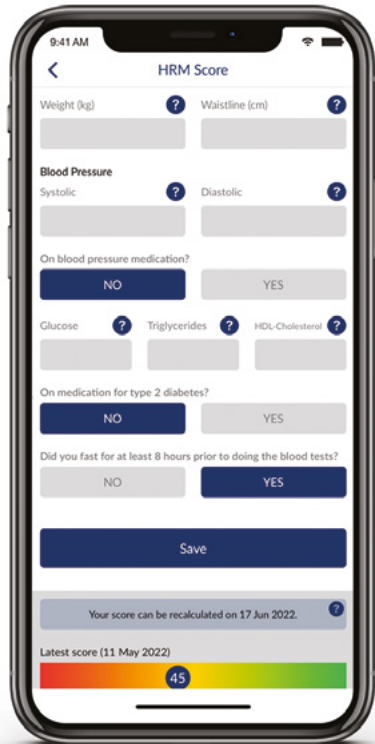 9:41 AM
HRM Score
Weight (kg) ? Waistline (cm) ?
Blood Pressure
Systolic ? Diastolic ?
On blood pressure medication?
NO YES
Glucose ? Triglycerides ? HDL-Cholesterol ?
On medication for type 2 diabetes?
NO YES
Did you fast for at least 8 hours prior to doing the blood tests?
NO YES
Save
Your score can be recalculated on 17 Jun 2022. ?
Latest score (11 May 2022)
45